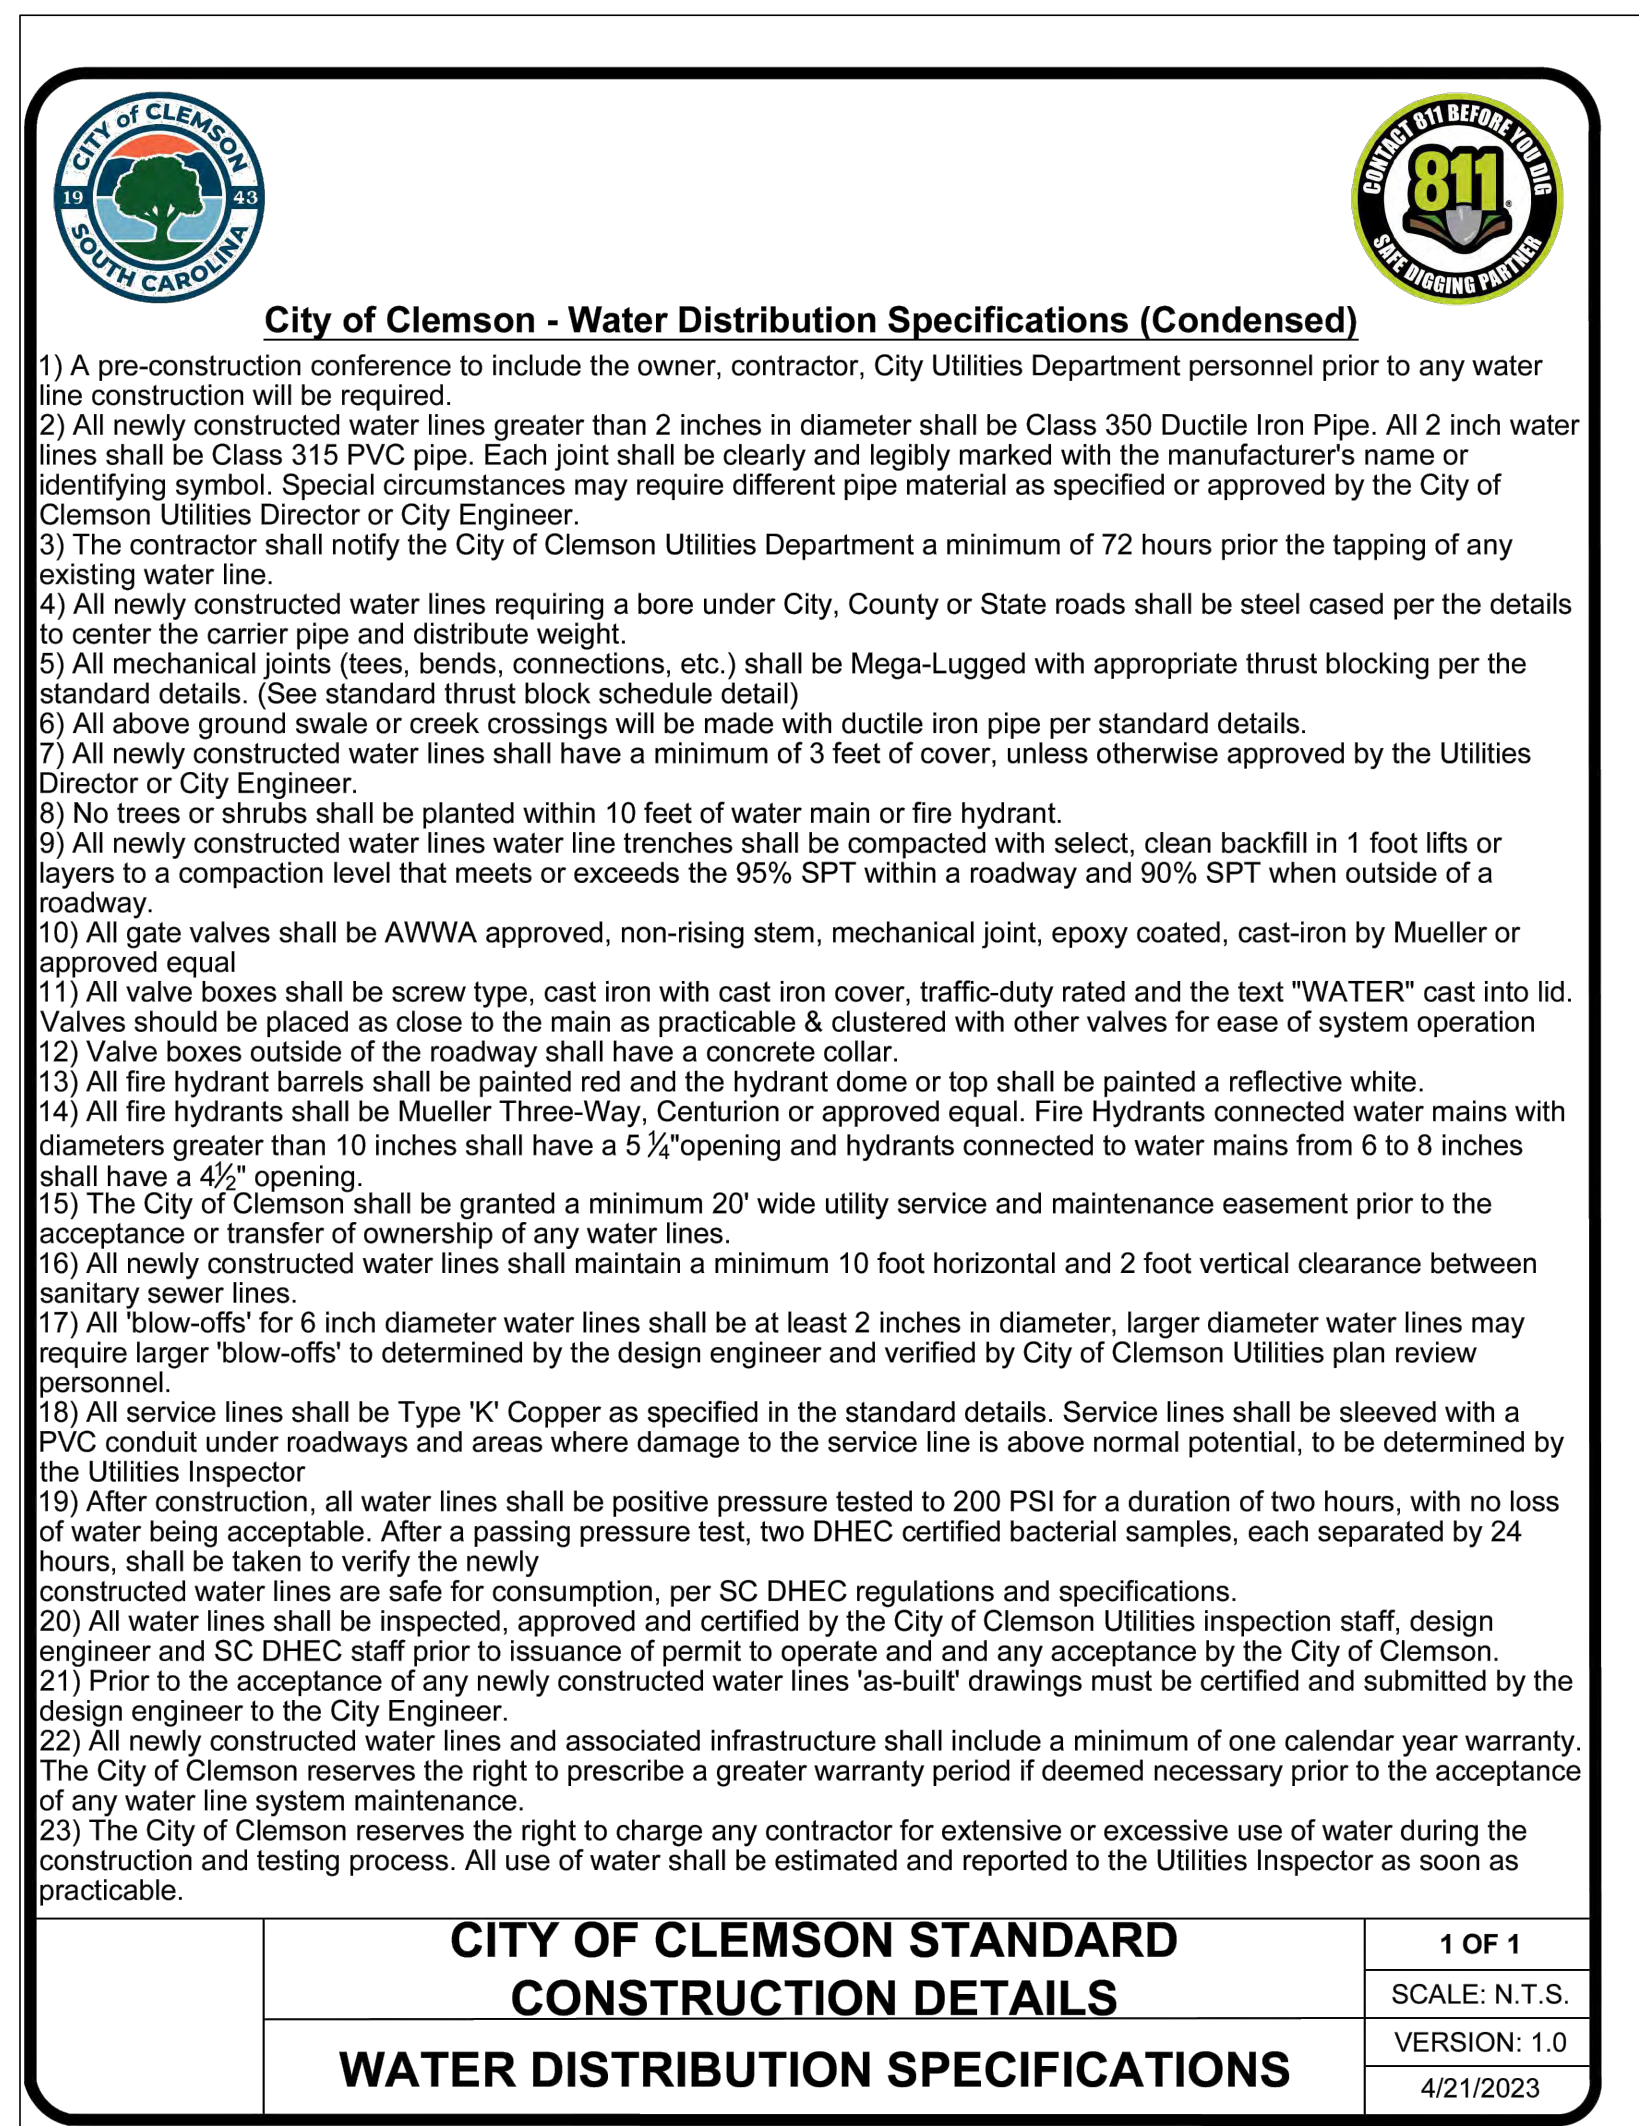 CITY of CLEMSON
19 43
SOUTH CAROLINA
CONTACT 811 BEFORE YOU DIG
811®
SAFE DIGGING PARTNER
City of Clemson - Water Distribution Specifications (Condensed)
1) A pre-construction conference to include the owner, contractor, City Utilities Department personnel prior to any water
line construction will be required.
2) All newly constructed water lines greater than 2 inches in diameter shall be Class 350 Ductile Iron Pipe. All 2 inch water
lines shall be Class 315 PVC pipe. Each joint shall be clearly and legibly marked with the manufacturer's name or
identifying symbol. Special circumstances may require different pipe material as specified or approved by the City of
Clemson Utilities Director or City Engineer.
3) The contractor shall notify the City of Clemson Utilities Department a minimum of 72 hours prior the tapping of any
existing water line.
4) All newly constructed water lines requiring a bore under City, County or State roads shall be steel cased per the details
to center the carrier pipe and distribute weight.
5) All mechanical joints (tees, bends, connections, etc.) shall be Mega-Lugged with appropriate thrust blocking per the
standard details. (See standard thrust block schedule detail)
6) All above ground swale or creek crossings will be made with ductile iron pipe per standard details.
7) All newly constructed water lines shall have a minimum of 3 feet of cover, unless otherwise approved by the Utilities
Director or City Engineer.
8) No trees or shrubs shall be planted within 10 feet of water main or fire hydrant.
9) All newly constructed water lines water line trenches shall be compacted with select, clean backfill in 1 foot lifts or
layers to a compaction level that meets or exceeds the 95% SPT within a roadway and 90% SPT when outside of a
roadway.
10) All gate valves shall be AWWA approved, non-rising stem, mechanical joint, epoxy coated, cast-iron by Mueller or
approved equal
11) All valve boxes shall be screw type, cast iron with cast iron cover, traffic-duty rated and the text "WATER" cast into lid.
Valves should be placed as close to the main as practicable & clustered with other valves for ease of system operation
12) Valve boxes outside of the roadway shall have a concrete collar.
13) All fire hydrant barrels shall be painted red and the hydrant dome or top shall be painted a reflective white.
14) All fire hydrants shall be Mueller Three-Way, Centurion or approved equal. Fire Hydrants connected water mains with
diameters greater than 10 inches shall have a 5 ¼"opening and hydrants connected to water mains from 6 to 8 inches
shall have a 4½" opening.
15) The City of Clemson shall be granted a minimum 20' wide utility service and maintenance easement prior to the
acceptance or transfer of ownership of any water lines.
16) All newly constructed water lines shall maintain a minimum 10 foot horizontal and 2 foot vertical clearance between
sanitary sewer lines.
17) All 'blow-offs' for 6 inch diameter water lines shall be at least 2 inches in diameter, larger diameter water lines may
require larger 'blow-offs' to determined by the design engineer and verified by City of Clemson Utilities plan review
personnel.
18) All service lines shall be Type 'K' Copper as specified in the standard details. Service lines shall be sleeved with a
PVC conduit under roadways and areas where damage to the service line is above normal potential, to be determined by
the Utilities Inspector
19) After construction, all water lines shall be positive pressure tested to 200 PSI for a duration of two hours, with no loss
of water being acceptable. After a passing pressure test, two DHEC certified bacterial samples, each separated by 24
hours, shall be taken to verify the newly
constructed water lines are safe for consumption, per SC DHEC regulations and specifications.
20) All water lines shall be inspected, approved and certified by the City of Clemson Utilities inspection staff, design
engineer and SC DHEC staff prior to issuance of permit to operate and and any acceptance by the City of Clemson.
21) Prior to the acceptance of any newly constructed water lines 'as-built' drawings must be certified and submitted by the
design engineer to the City Engineer.
22) All newly constructed water lines and associated infrastructure shall include a minimum of one calendar year warranty.
The City of Clemson reserves the right to prescribe a greater warranty period if deemed necessary prior to the acceptance
of any water line system maintenance.
23) The City of Clemson reserves the right to charge any contractor for extensive or excessive use of water during the
construction and testing process. All use of water shall be estimated and reported to the Utilities Inspector as soon as
practicable.
CITY OF CLEMSON STANDARD
CONSTRUCTION DETAILS
WATER DISTRIBUTION SPECIFICATIONS
1 OF 1
SCALE: N.T.S.
VERSION: 1.0
4/21/2023